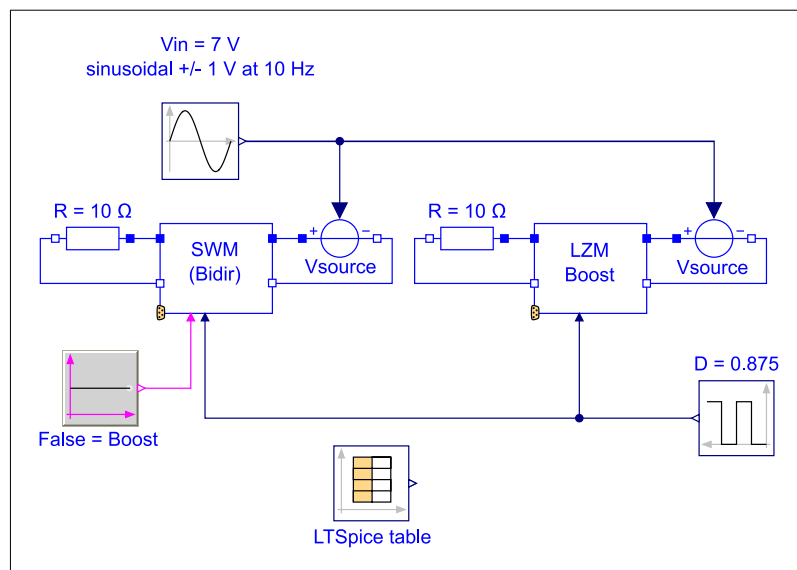 Vin = 7 V
sinusoidal +/- 1 V at 10 Hz
R = 10 Ω
SWM
(Bidir)
+
−
Vsource
R = 10 Ω
LZM
Boost
+
−
Vsource
D = 0.875
False = Boost
LTSpice table